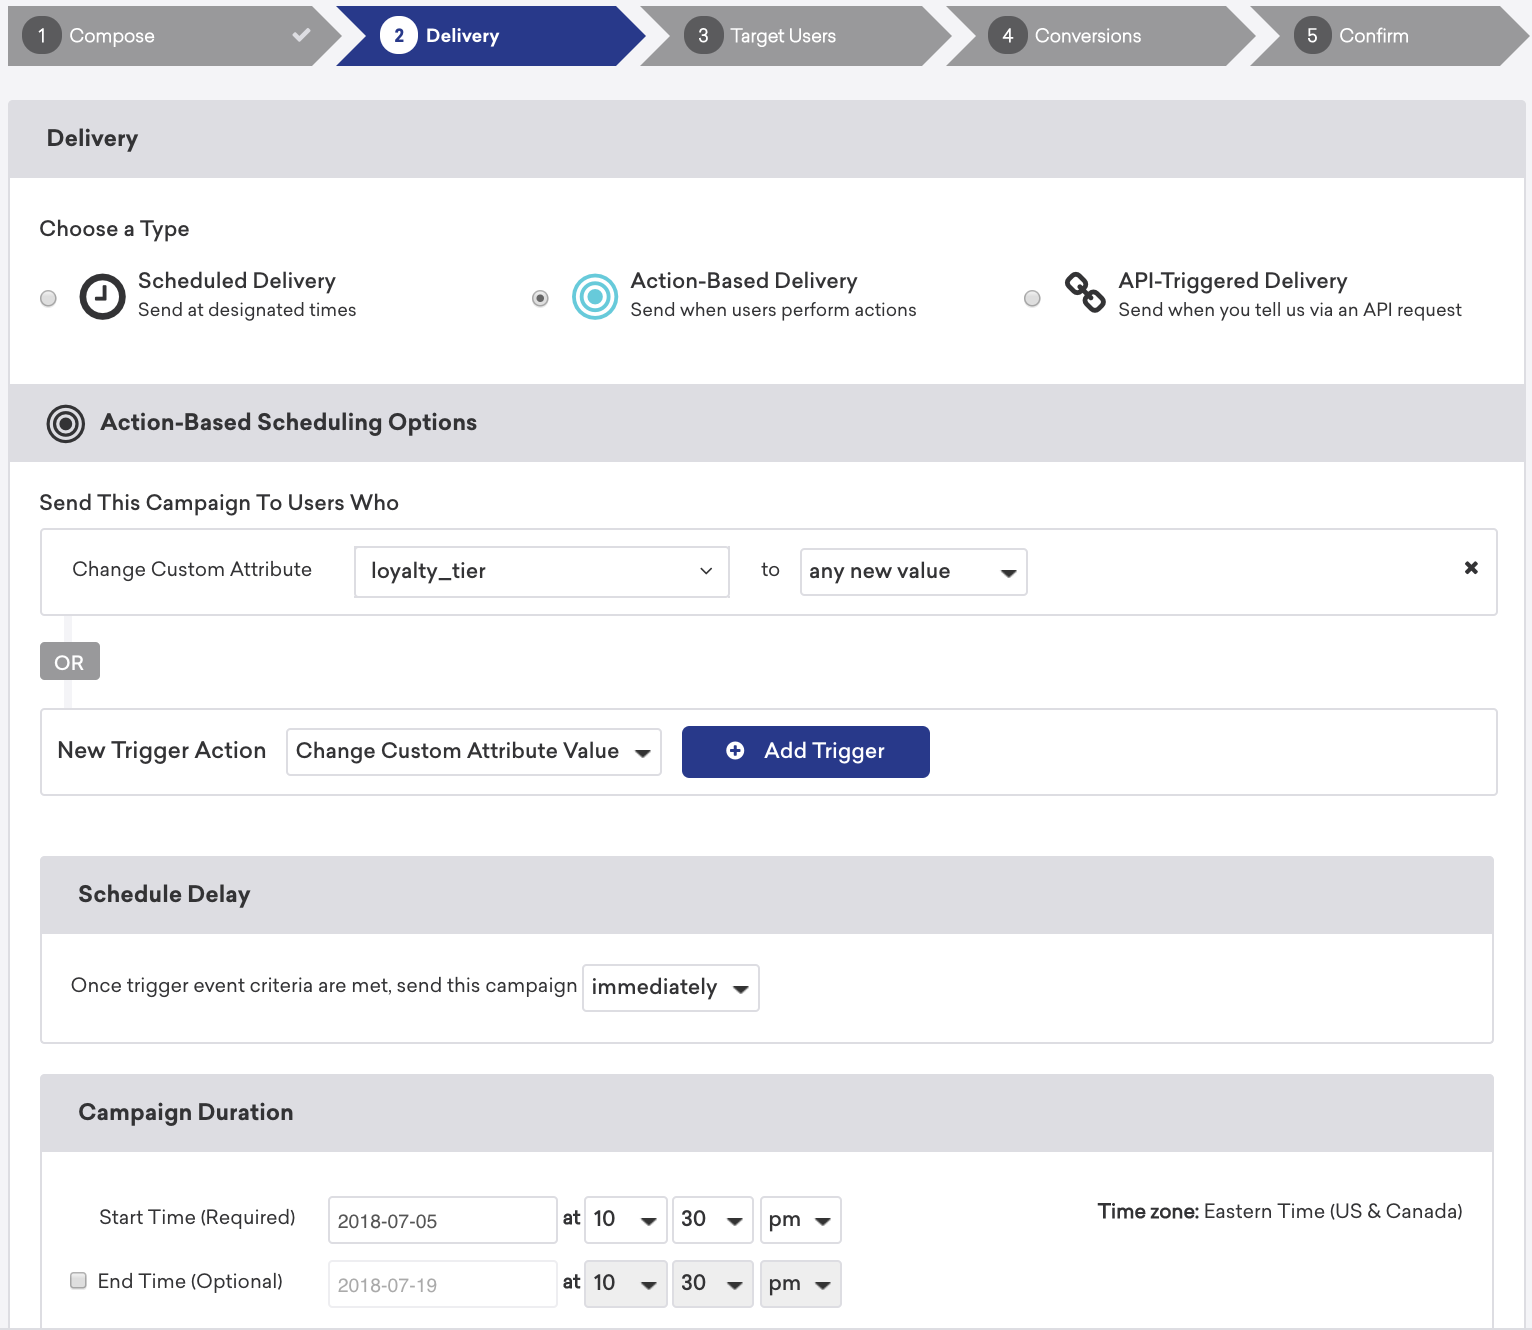 1 Compose 2 Delivery 3 Target Users 4 Conversions 5 Confirm
Delivery
Choose a Type
Scheduled Delivery
Send at designated times
Action-Based Delivery
Send when users perform actions
API-Triggered Delivery
Send when you tell us via an API request
Action-Based Scheduling Options
Send This Campaign To Users Who
Change Custom Attribute loyalty_tier to any new value
OR
New Trigger Action Change Custom Attribute Value Add Trigger
Schedule Delay
Once trigger event criteria are met, send this campaign immediately
Campaign Duration
Start Time (Required) 2018-07-05 at 10 30 pm Time zone: Eastern Time (US & Canada)
End Time (Optional) 2018-07-19 at 10 30 pm